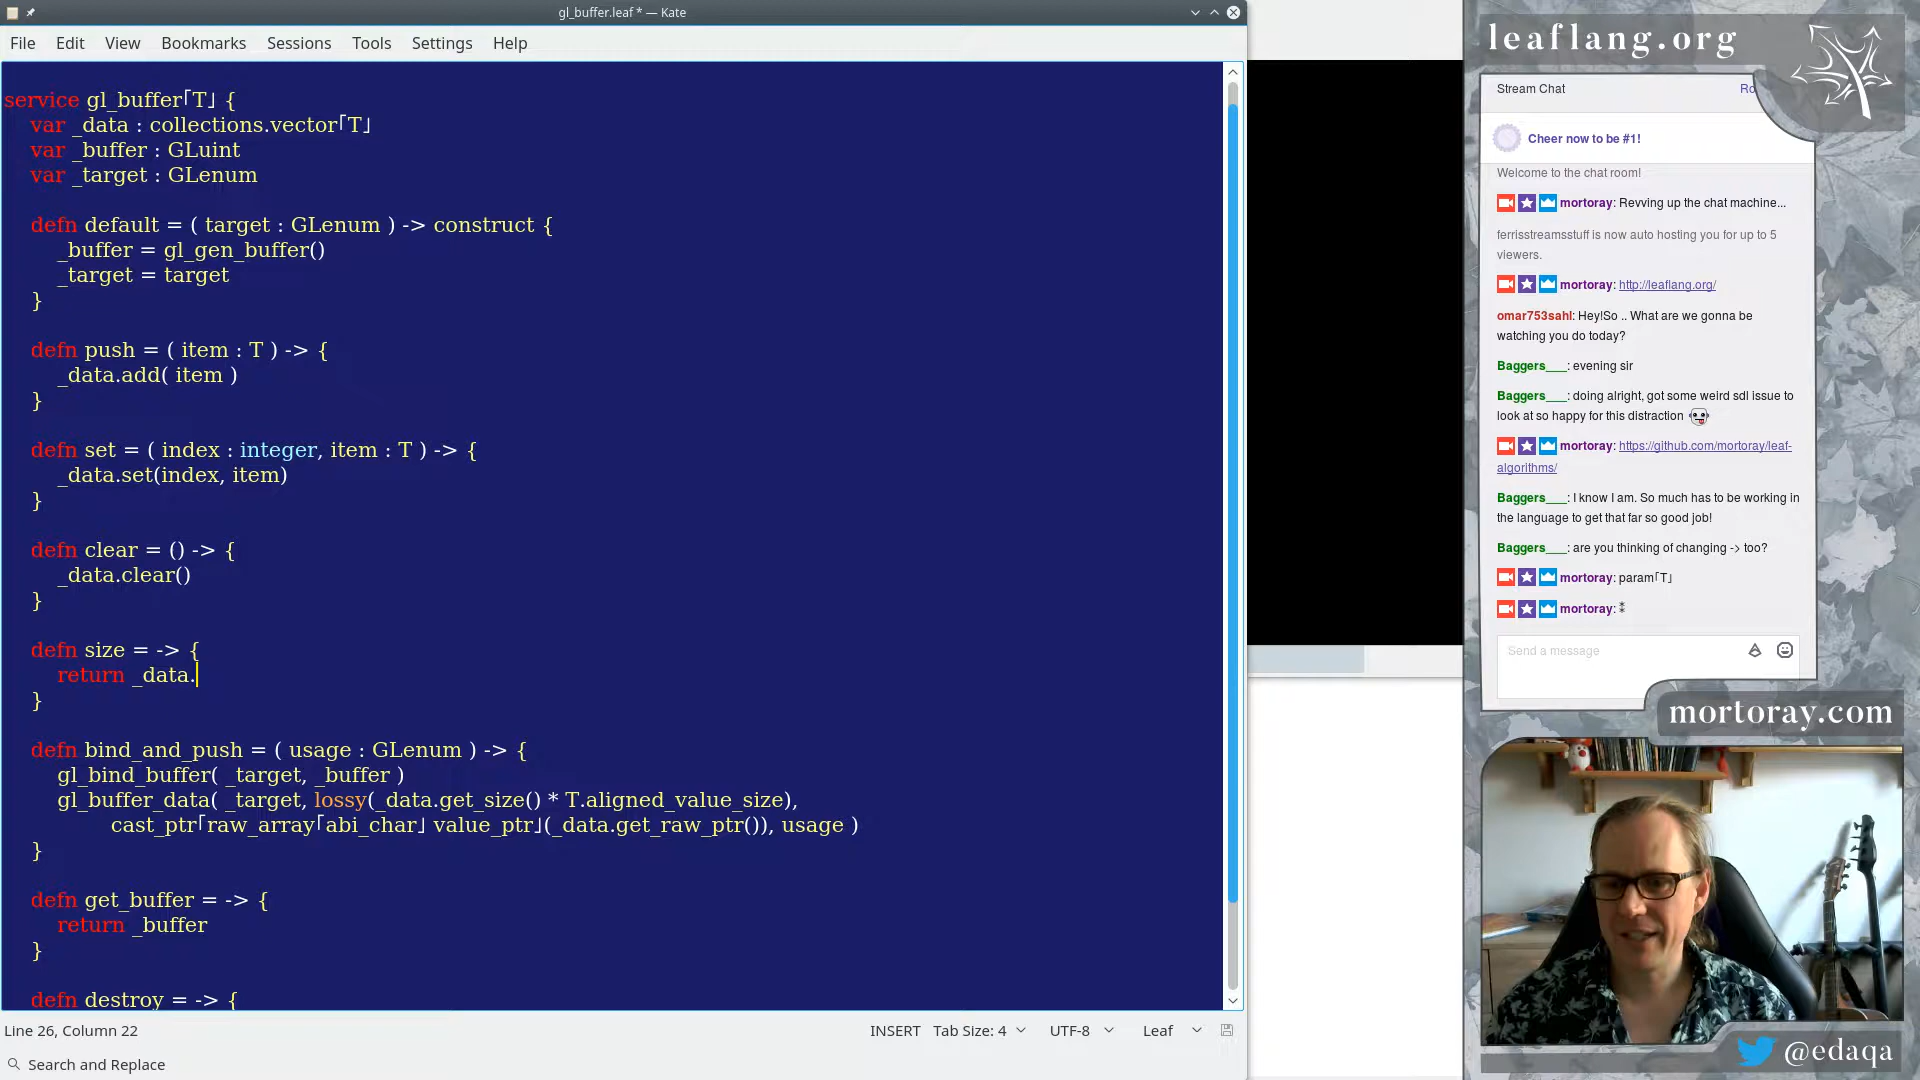 gl_buffer.leaf * — Kate
File Edit View Bookmarks Sessions Tools Settings Help
service gl_buffer｢T｣ {
var _data : collections.vector｢T｣
var _buffer : GLuint
var _target : GLenum
defn default = ( target : GLenum ) -> construct {
_buffer = gl_gen_buffer()
_target = target
}
defn push = ( item : T ) -> {
_data.add( item )
}
defn set = ( index : integer, item : T ) -> {
_data.set(index, item)
}
defn clear = () -> {
_data.clear()
}
defn size = -> {
return _data.
}
defn bind_and_push = ( usage : GLenum ) -> {
gl_bind_buffer( _target, _buffer )
gl_buffer_data( _target, lossy(_data.get_size() * T.aligned_value_size),
cast_ptr｢raw_array｢abi_char｣ value_ptr｣(_data.get_raw_ptr()), usage )
}
defn get_buffer = -> {
return _buffer
}
defn destroy = -> {
Line 26, Column 22
INSERT Tab Size: 4 UTF-8 Leaf
Search and Replace
leaflang.org
Stream Chat
Ro
Cheer now to be #1!
Welcome to the chat room!
mortoray: Revving up the chat machine...
ferrisstreamsstuff is now auto hosting you for up to 5
viewers.
mortoray: http://leaflang.org/
omar753sahl: Hey!So .. What are we gonna be
watching you do today?
Baggers___: evening sir
Baggers___: doing alright, got some weird sdl issue to
look at so happy for this distraction
mortoray: https://github.com/mortoray/leaf-
algorithms/
Baggers___: I know I am. So much has to be working in
the language to get that far so good job!
Baggers___: are you thinking of changing -> too?
mortoray: param｢T｣
mortoray: ⁑
Send a message
mortoray.com
@edaqa